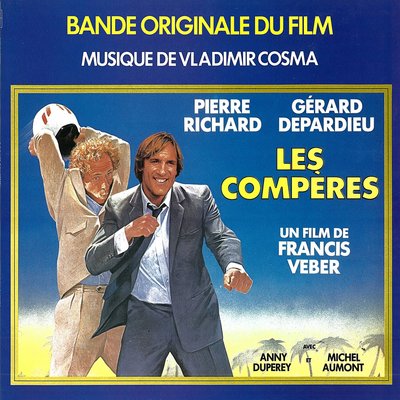 BANDE ORIGINALE DU FILM
MUSIQUE DE VLADIMIR COSMA
PIERRE GÉRARD
RICHARD DEPARDIEU
LES
COMPÈRES
UN FILM DE
FRANCIS
VEBER
AVEC
ANNY ET MICHEL
DUPEREY AUMONT